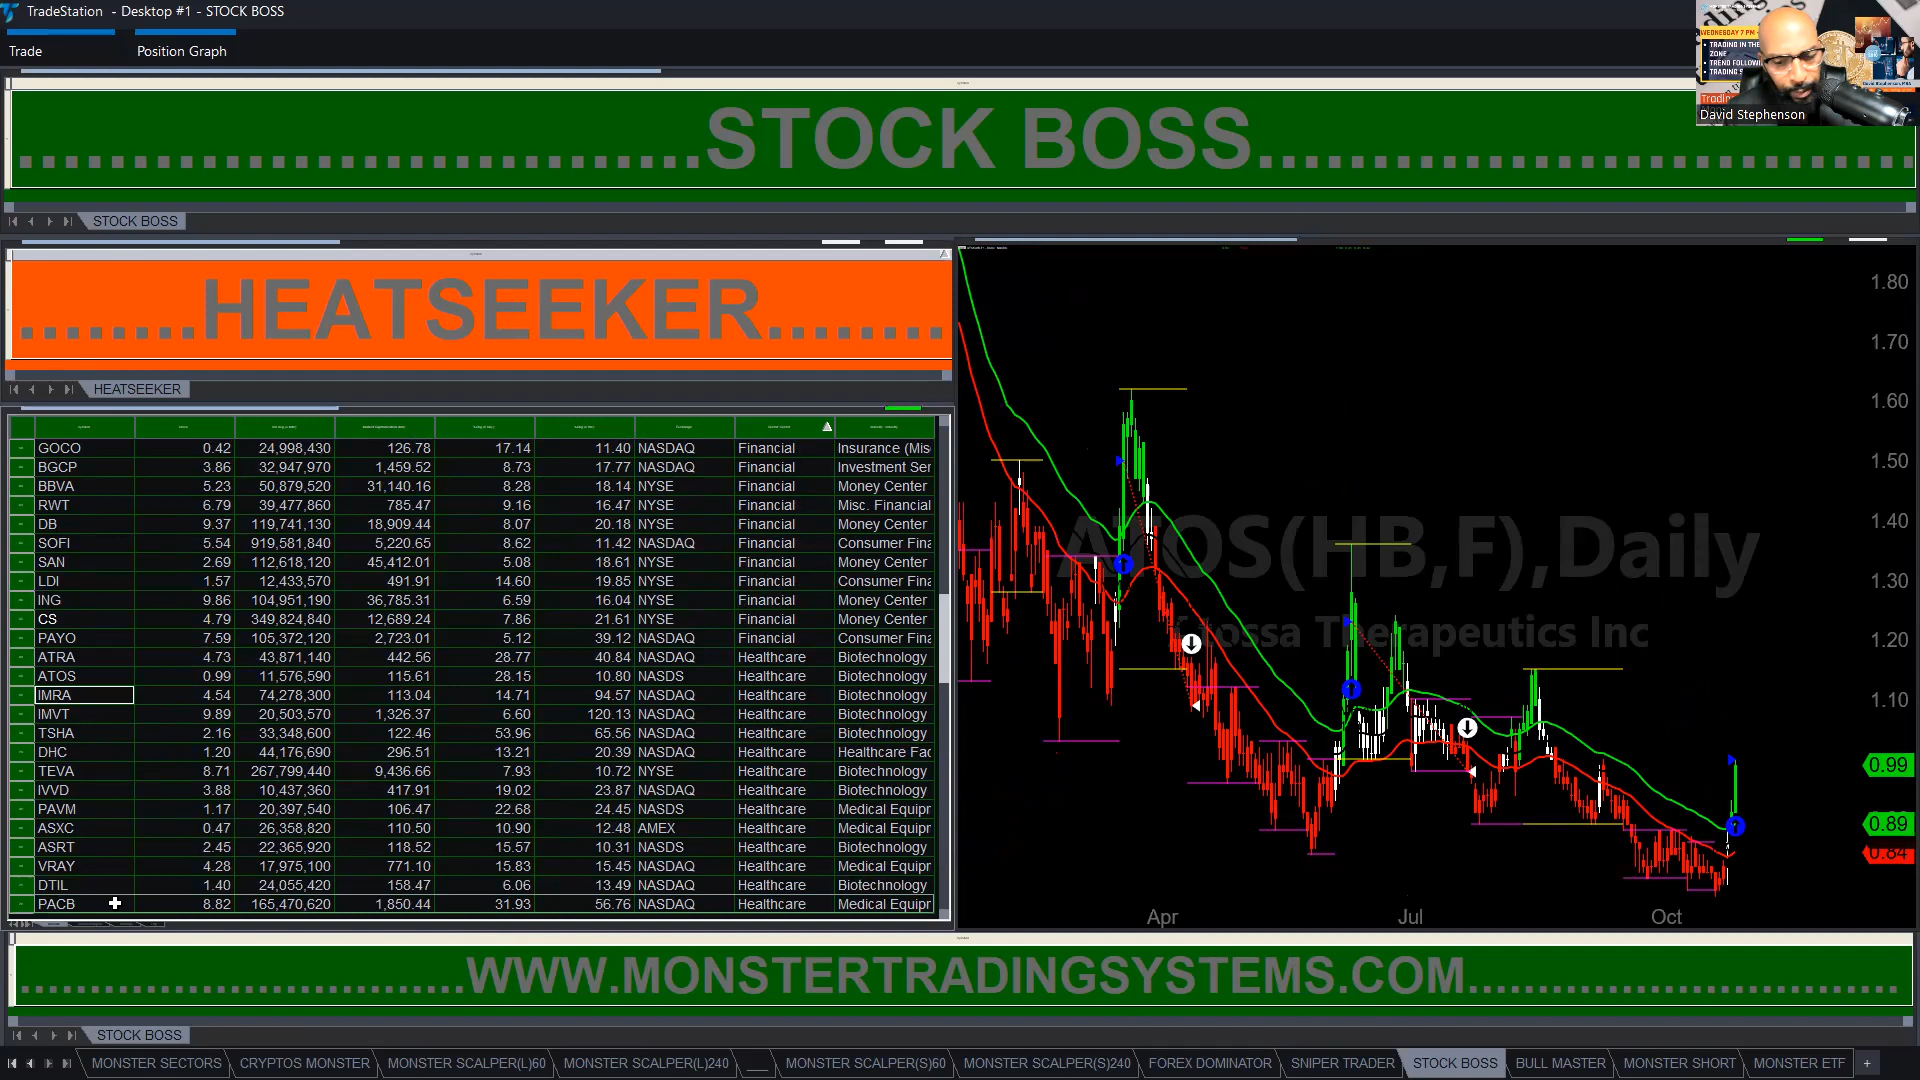 TradeStation - Desktop #1 - STOCK BOSS
Trade
Position Graph
WEDNESDAY 7 PM
TRADING IN THE
ZONE
TREND FOLLOWI
TRADING S
David Stephenson
..............................STOCK BOSS..............................
STOCK BOSS
........HEATSEEKER........
HEATSEEKER
GOCO 0.42 24,998,430 126.78 17.14 11.40 NASDAQ Financial Insurance (Mis
BGCP 3.86 32,947,970 1,459.52 8.73 17.77 NASDAQ Financial Investment Ser
BBVA 5.23 50,879,520 31,140.16 8.28 18.14 NYSE Financial Money Center
RWT 6.79 39,477,860 785.47 9.16 16.47 NYSE Financial Misc. Financial
DB 9.37 119,741,130 18,909.44 8.07 20.18 NYSE Financial Money Center
SOFI 5.54 919,581,840 5,220.65 8.62 11.42 NASDAQ Financial Consumer Fina
SAN 2.69 112,618,120 45,412.01 5.08 18.61 NYSE Financial Money Center
LDI 1.57 12,433,570 491.91 14.60 19.85 NYSE Financial Consumer Fina
ING 9.86 104,951,190 36,785.31 6.59 16.04 NYSE Financial Money Center
CS 4.79 349,824,840 12,689.24 7.86 21.61 NYSE Financial Money Center
PAYO 7.59 105,372,120 2,723.01 5.12 39.12 NASDAQ Financial Consumer Fina
ATRA 4.73 43,871,140 442.56 28.77 40.84 NASDAQ Healthcare Biotechnology
ATOS 0.99 11,576,590 115.61 28.15 10.80 NASDS Healthcare Biotechnology
IMRA 4.54 74,278,300 113.04 14.71 94.57 NASDAQ Healthcare Biotechnology
IMVT 9.89 20,503,570 1,326.37 6.60 120.13 NASDAQ Healthcare Biotechnology
TSHA 2.16 33,348,600 122.46 53.96 65.56 NASDAQ Healthcare Biotechnology
DHC 1.20 44,176,690 296.51 13.21 20.39 NASDAQ Healthcare Healthcare Fac
TEVA 8.71 267,799,440 9,436.66 7.93 10.72 NYSE Healthcare Biotechnology
IVVD 3.88 10,437,360 417.91 19.02 23.87 NASDAQ Healthcare Biotechnology
PAVM 1.17 20,397,540 106.47 22.68 24.45 NASDS Healthcare Medical Equipr
ASXC 0.47 26,358,820 110.50 10.90 12.48 AMEX Healthcare Medical Equipr
ASRT 2.45 22,365,920 118.52 15.57 10.31 NASDS Healthcare Biotechnology
VRAY 4.28 17,975,100 771.10 15.83 15.45 NASDAQ Healthcare Medical Equipr
DTIL 1.40 24,055,420 158.47 6.06 13.49 NASDAQ Healthcare Biotechnology
PACB 8.82 165,470,620 1,850.44 31.93 56.76 NASDAQ Healthcare Medical Equipr
ATOS(HB,F),Daily
Atossa Therapeutics Inc
1.80
1.70
1.60
1.50
1.40
1.30
1.20
1.10
0.99
0.89
0.84
Apr Jul Oct
..............................WWW.MONSTERTRADINGSYSTEMS.COM..............................
STOCK BOSS
MONSTER SECTORS CRYPTOS MONSTER MONSTER SCALPER(L)60 MONSTER SCALPER(L)240 ___ MONSTER SCALPER(S)60 MONSTER SCALPER(S)240 FOREX DOMINATOR SNIPER TRADER STOCK BOSS BULL MASTER MONSTER SHORT MONSTER ETF +